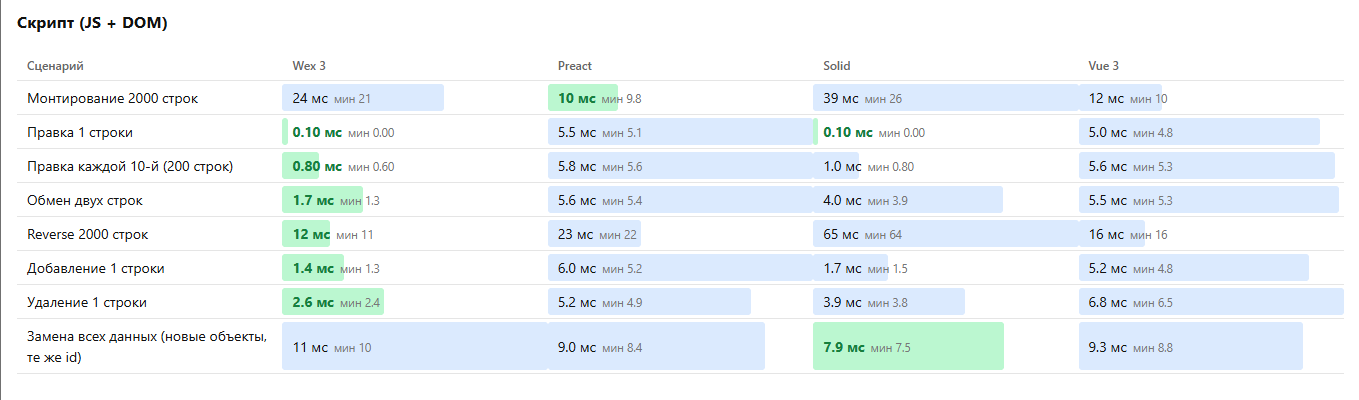 Скрипт (JS + DOM)
Сценарий Wex 3 Preact Solid Vue 3
Монтирование 2000 строк 24 мс мин 21 10 мс мин 9.8 39 мс мин 26 12 мс мин 10
Правка 1 строки 0.10 мс мин 0.00 5.5 мс мин 5.1 0.10 мс мин 0.00 5.0 мс мин 4.8
Правка каждой 10-й (200 строк) 0.80 мс мин 0.60 5.8 мс мин 5.6 1.0 мс мин 0.80 5.6 мс мин 5.3
Обмен двух строк 1.7 мс мин 1.3 5.6 мс мин 5.4 4.0 мс мин 3.9 5.5 мс мин 5.3
Reverse 2000 строк 12 мс мин 11 23 мс мин 22 65 мс мин 64 16 мс мин 16
Добавление 1 строки 1.4 мс мин 1.3 6.0 мс мин 5.2 1.7 мс мин 1.5 5.2 мс мин 4.8
Удаление 1 строки 2.6 мс мин 2.4 5.2 мс мин 4.9 3.9 мс мин 3.8 6.8 мс мин 6.5
Замена всех данных (новые объекты,
те же id) 11 мс мин 10 9.0 мс мин 8.4 7.9 мс мин 7.5 9.3 мс мин 8.8